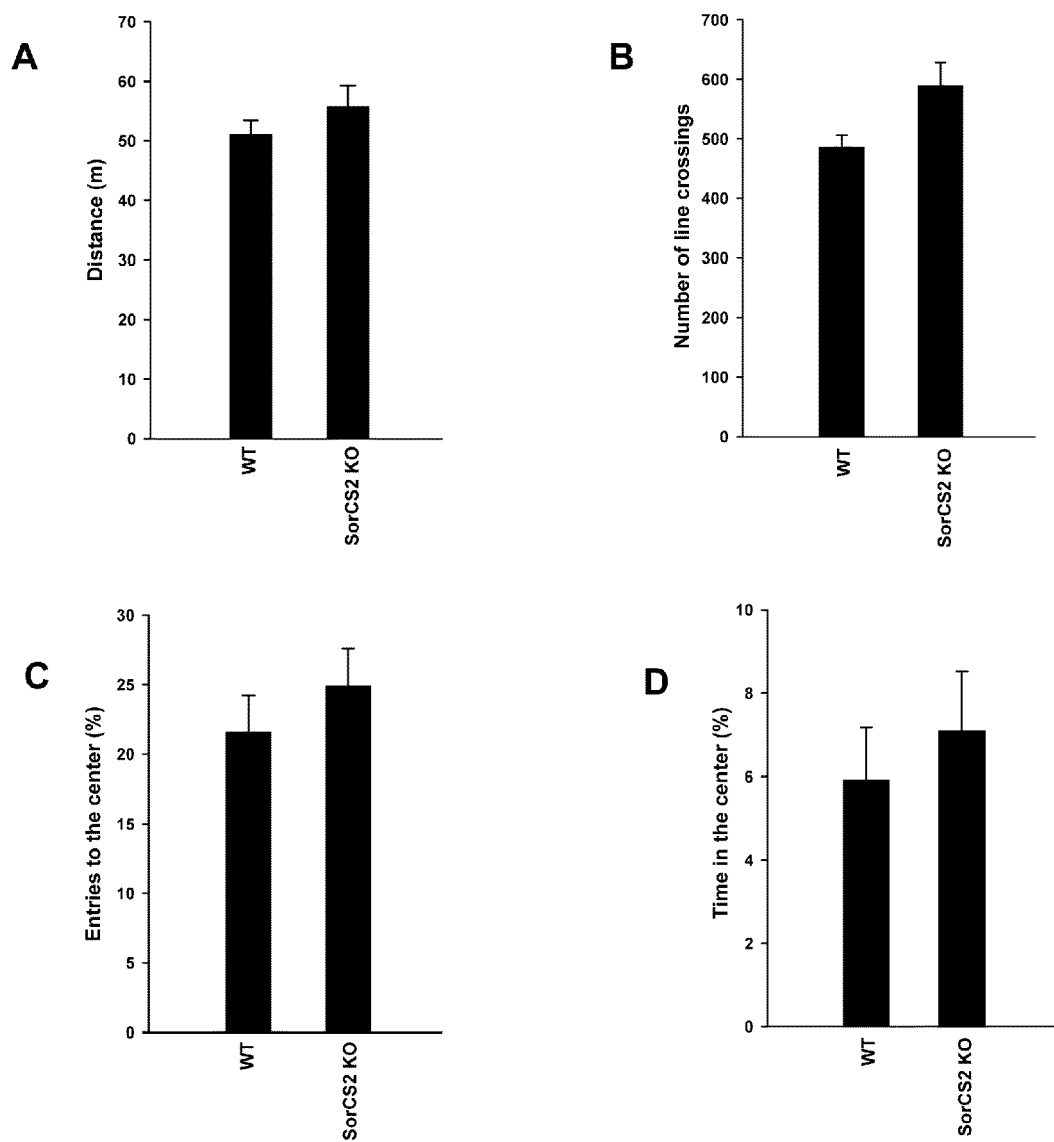 A
Distance (m)
70
60
50
40
30
20
10
0
WT
SorCS2 KO
B
Number of line crossings
700
600
500
400
300
200
100
0
WT
SorCS2 KO
C
Entries to the center (%)
30
25
20
15
10
5
0
WT
SorCS2 KO
D
Time in the center (%)
10
8
6
4
2
0
WT
SorCS2 KO